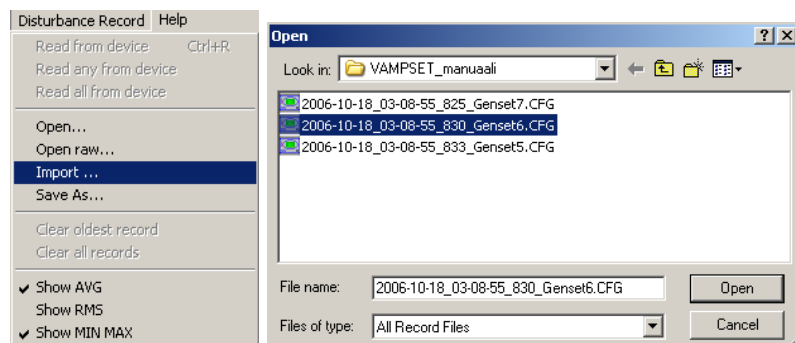 Disturbance Record Help
Read from device Ctrl+R
Read any from device
Read all from device
Open...
Open raw...
Import ...
Save As...
Clear oldest record
Clear all records
Show AVG
Show RMS
Show MIN MAX
Open
Look in: VAMPSET_manuaali
2006-10-18_03-08-55_825_Genset7.CFG
2006-10-18_03-08-55_830_Genset6.CFG
2006-10-18_03-08-55_833_Genset5.CFG
File name: 2006-10-18_03-08-55_830_Genset6.CFG Open
Files of type: All Record Files Cancel